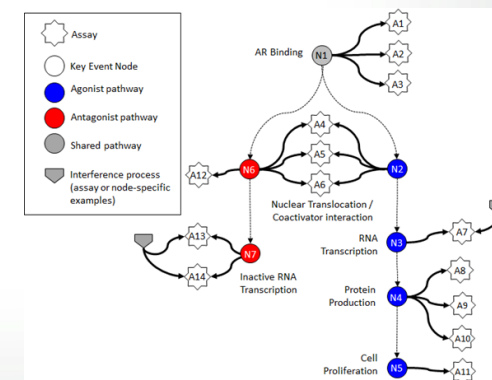 Assay
Key Event Node
Agonist pathway
Antagonist pathway
Shared pathway
Interference process
(assay or node-specific
examples)
AR Binding
N1
A1
A2
A3
A4
A5
A6
A12
N6
N2
Nuclear Translocation /
Coactivator interaction
A13
A14
N7
Inactive RNA
Transcription
RNA
Transcription
N3
A7
Protein
Production
N4
A8
A9
A10
Cell
Proliferation
N5
A11